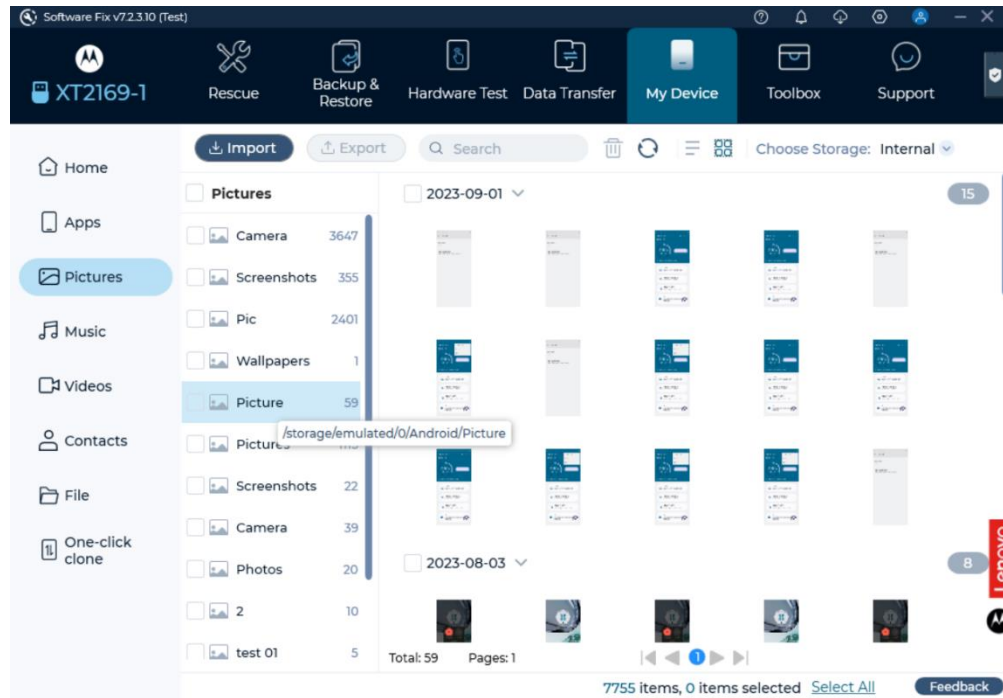 Software Fix v7.2.3.10 (Test)
XT2169-1
Rescue
Backup &
Restore
Hardware Test
Data Transfer
My Device
Toolbox
Support
Home
Apps
Pictures
Music
Videos
Contacts
File
One-click
clone
Import
Export
Search
Choose Storage: Internal
Pictures
Camera 3647
Screenshots 355
Pic 2401
Wallpapers 1
Picture 59
/storage/emulated/0/Android/Picture
Pictures
Screenshots 22
Camera 39
Photos 20
2 10
test 01 5
2023-09-01 15
2023-08-03 8
Total: 59 Pages: 1
1
7755 items, 0 items selected Select All
Feedback
Lenovo